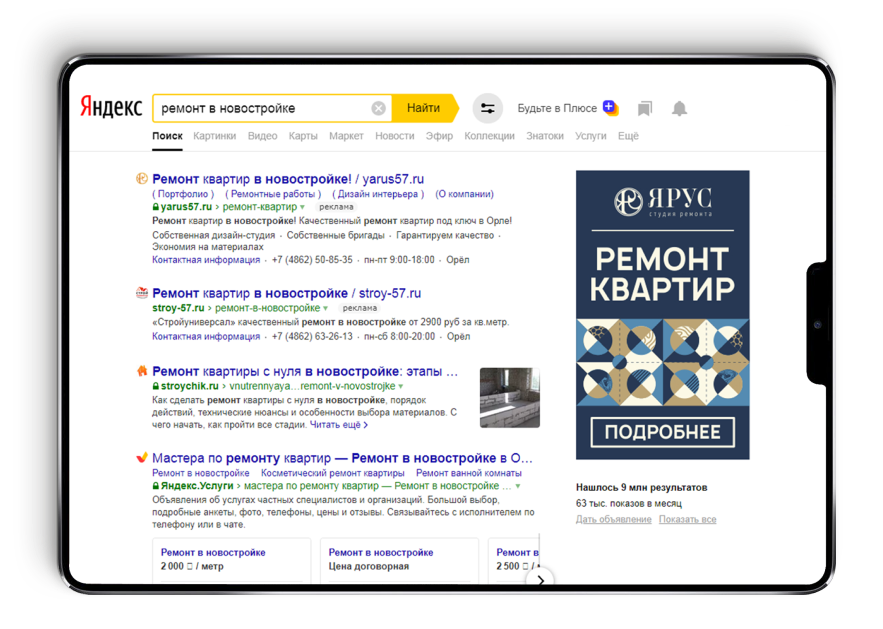 Яндекс
ремонт в новостройке
Найти
Будьте в Плюсе
Поиск Картинки Видео Карты Маркет Новости Эфир Коллекции Знатоки Услуги Ещё
Ремонт квартир в новостройке! / yarus57.ru
( Портфолио ) ( Ремонтные работы ) ( Дизайн интерьера ) (О компании)
yarus57.ru › ремонт-квартир реклама
Ремонт квартир в новостройке! Качественный ремонт квартир под ключ в Орле!
Собственная дизайн-студия · Собственные бригады · Гарантируем качество ·
Экономия на материалах
Контактная информация · +7 (4862) 50-85-35 · пн-пт 9:00-18:00 · Орёл
Ремонт квартир в новостройке / stroy-57.ru
stroy-57.ru › ремонт-в-новостройке реклама
«Стройуниверсал» качественный ремонт в новостройке от 2900 руб за кв.метр.
Контактная информация · +7 (4862) 63-26-13 · пн-сб 8:00-20:00 · Орёл
Ремонт квартиры с нуля в новостройке: этапы ...
stroychik.ru › vnutrennyaya…remont-v-novostrojke
Как сделать ремонт квартиры с нуля в новостройке, порядок
действий, технические нюансы и особенности выбора материалов. С
чего начать, как пройти все стадии. Читать ещё >
Мастера по ремонту квартир — Ремонт в новостройке в О...
Ремонт в новостройке Косметический ремонт квартиры Ремонт ванной комнаты
Яндекс.Услуги › мастера по ремонту квартир — Ремонт в новостройке ...
Объявления об услугах частных специалистов и организаций. Большой выбор,
подробные анкеты, фото, телефоны, цены и отзывы. Связывайтесь с исполнителем по
телефону или в чате.
Ремонт в новостройке
2 000 / метр
Ремонт в новостройке
Цена договорная
Ремонт в
2 500
ЯРУС
студия ремонта
РЕМОНТ
КВАРТИР
ПОДРОБНЕЕ
Нашлось 9 млн результатов
63 тыс. показов в месяц
Дать объявление Показать все